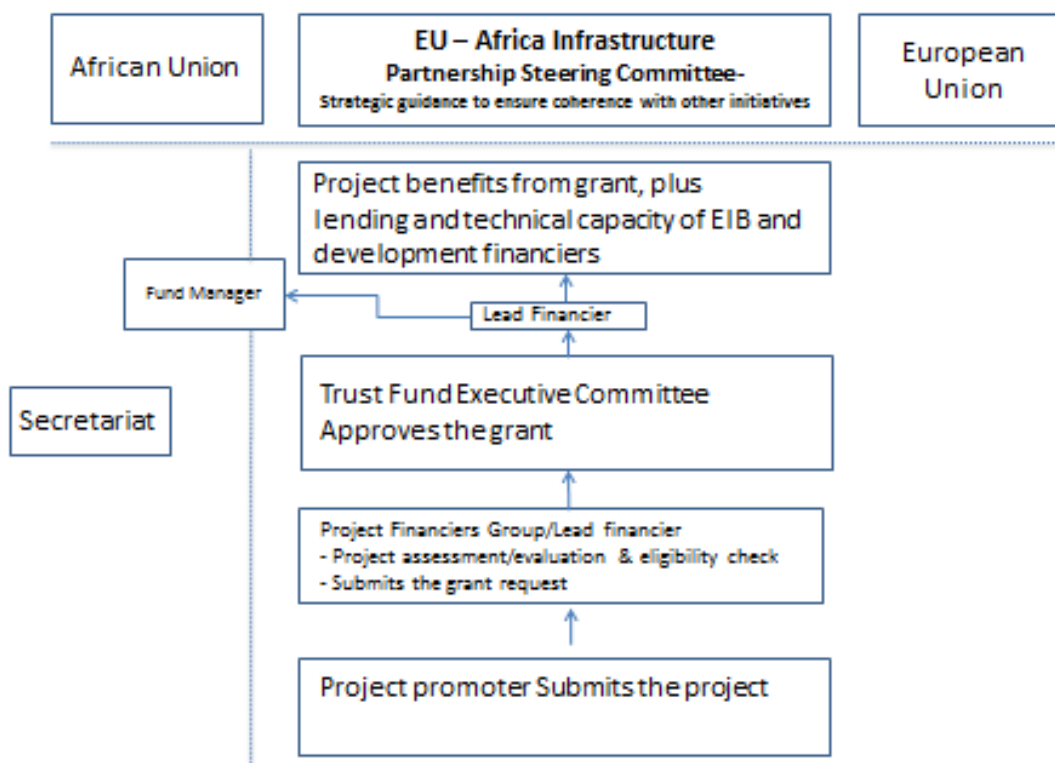 African Union
EU – Africa Infrastructure
Partnership Steering Committee-
Strategic guidance to ensure coherence with other initiatives
European
Union
Project benefits from grant, plus
lending and technical capacity of EIB and
development financiers
Fund Manager
Lead Financier
Trust Fund Executive Committee
Approves the grant
Secretariat
Project Financiers Group/Lead financier
- Project assessment/evaluation & eligibility check
- Submits the grant request
Project promoter Submits the project